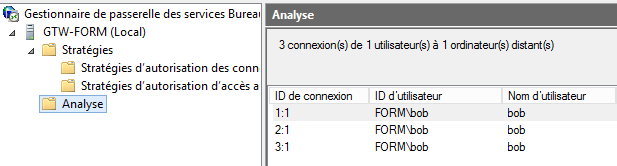 Gestionnaire de passerelle des services Bureau
GTW-FORM (Local)
Stratégies
Stratégies d'autorisation des conn
Stratégies d'autorisation d'accès a
Analyse
Analyse
3 connexion(s) de 1 utilisateur(s) à 1 ordinateur(s) distant(s)
ID de connexion ID d'utilisateur Nom d'utilisateur
1:1 FORM\bob bob
2:1 FORM\bob bob
3:1 FORM\bob bob